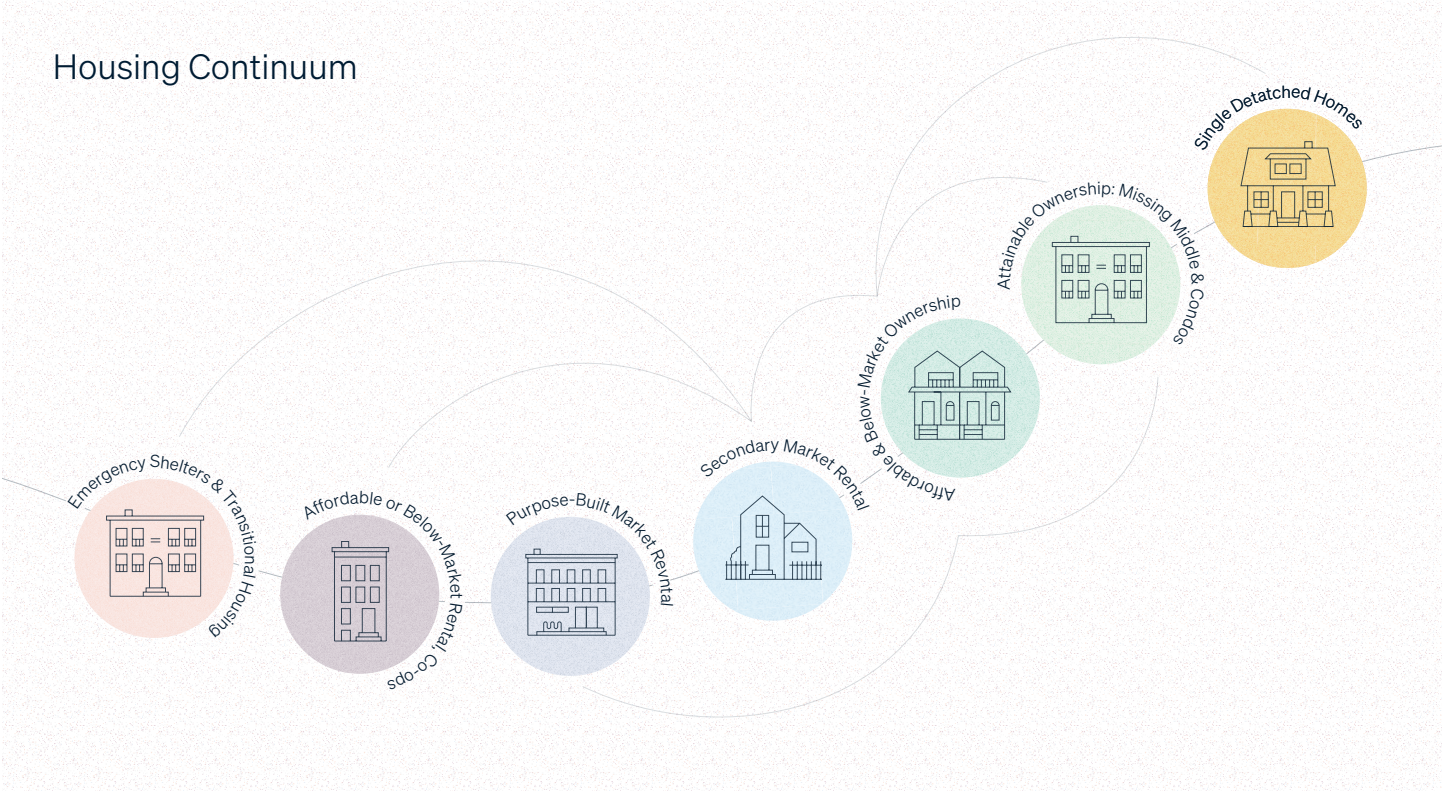 Housing Continuum
Emergency Shelters & Transitional Housing
Affordable or Below-Market Rental, Co-ops
Purpose-Built Market Revntal
Secondary Market Rental
Affordable & Below-Market Ownership
Attainable Ownership: Missing Middle & Condos
Single Detatched Homes